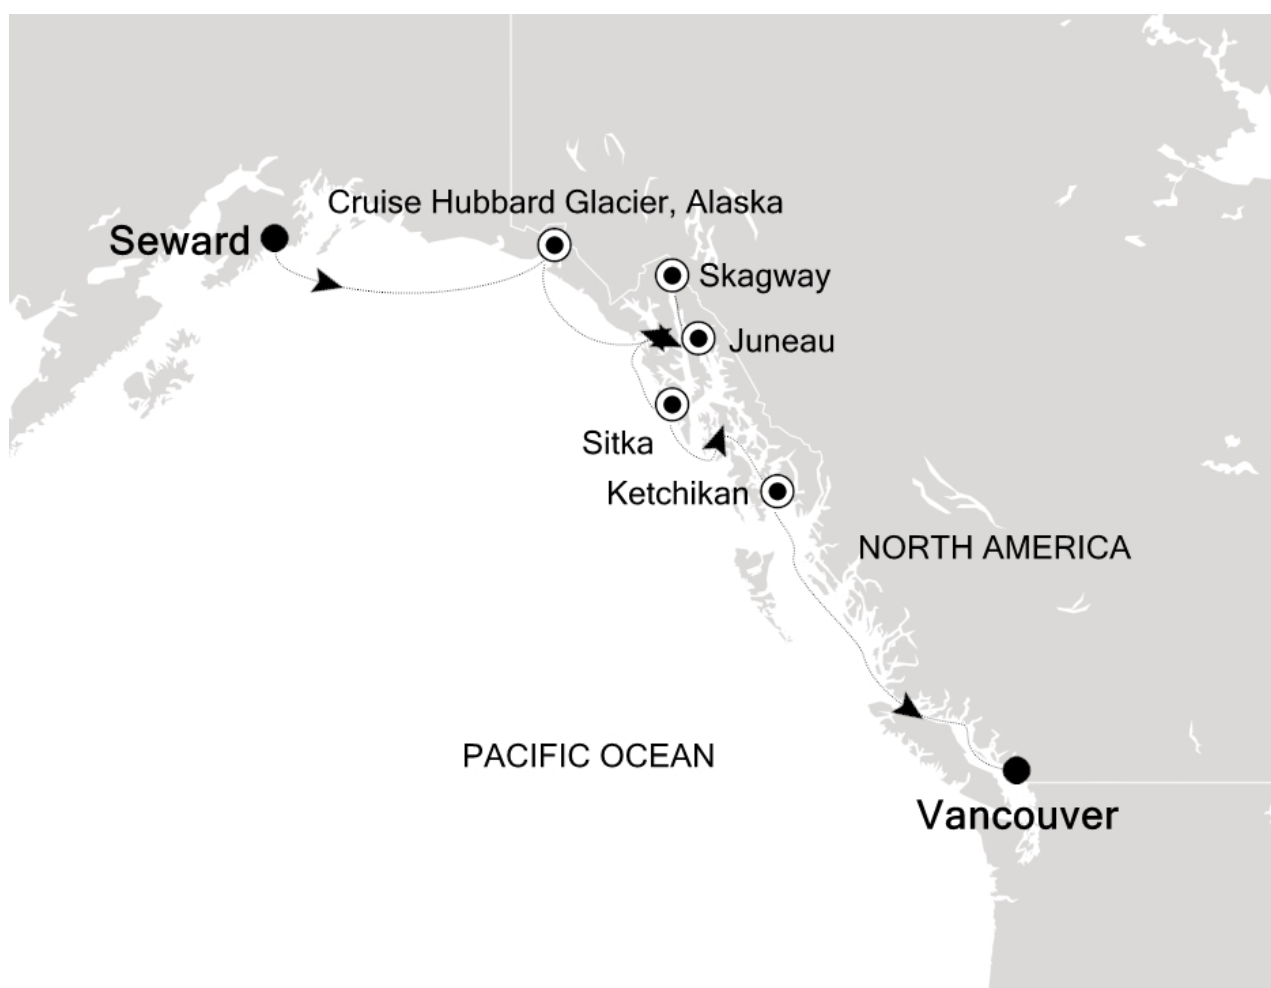 Cruise Hubbard Glacier, Alaska
Seward
Skagway
Juneau
Sitka
Ketchikan
NORTH AMERICA
PACIFIC OCEAN
Vancouver